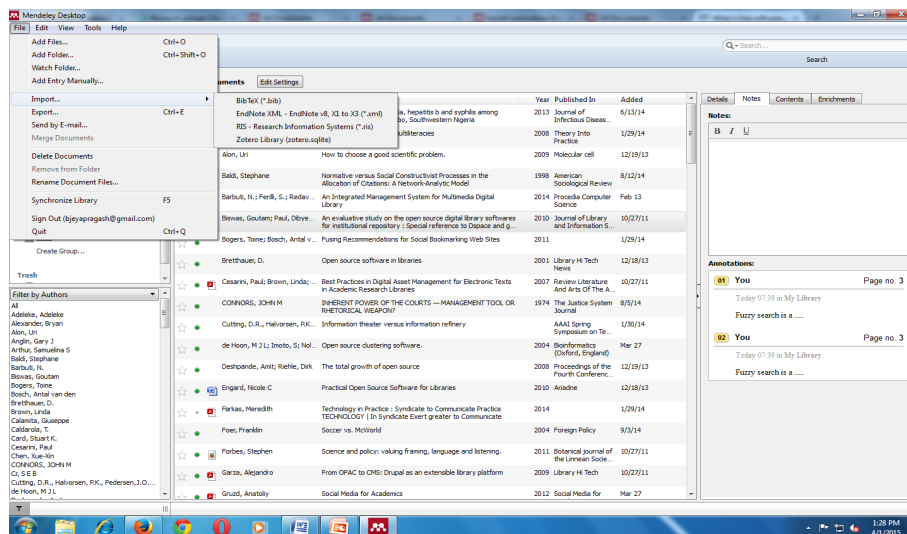 Mendeley Desktop
File Edit View Tools Help
Add Files... Ctrl+O
Add Folder... Ctrl+Shift+O
Watch Folder...
Add Entry Manually...
Import...
Export... Ctrl+E
Send by E-mail...
Merge Documents
Delete Documents
Remove from Folder
Rename Document Files...
Synchronize Library F5
Sign Out (bjeyapragash@gmail.com)
Quit Ctrl+Q
BibTeX (*.bib)
EndNote XML - EndNote v8, X1 to X3 (*.xml)
RIS - Research Information Systems (*.ris)
Zotero Library (zotero.sqlite)
Create Group...
Trash
Filter by Authors
All
Adeleke, Adeleke
Alexander, Bryan
Alon, Uri
Anglin, Gary J
Arthur, Samuelina S
Baldi, Stephane
Barbuti, N.
Biswas, Goutam
Bogers, Toine
Bosch, Antal van den
Bretthauer, D.
Brown, Linda
Calamita, Giuseppe
Caldarola, T.
Card, Stuart K.
Cesarini, Paul
Chen, Xue-Xin
CONNORS, JOHN M
Cr, S E B
Cutting, D.R., Halvorsen, P.K., Pedersen,J.O....
de Hoon, M J L
Search...
Search
uments Edit Settings
Year Published In Added
ia, hepatitis b and syphilis among
bo, Southwestern Nigeria
2013 Journal of
Infectious Diseas...
6/13/14
ultiliteracies
2008 Theory Into
Practice
1/29/14
Alon, Uri How to choose a good scientific problem. 2009 Molecular cell 12/19/13
Baldi, Stephane Normative versus Social Constructivist Processes in the
Allocation of Citations: A Network-Analytic Model
1998 American
Sociological Review
8/12/14
Barbuti, N.; Ferilli, S.; Redav... An Integrated Management System for Multimedia Digital
Library
2014 Procedia Computer
Science
Feb 13
Biswas, Goutam; Paul, Dibye... An evaluative study on the open source digital library softwares
for institutional repository : Special reference to Dspace and g...
2010 Journal of Library
and Information S...
10/27/11
Bogers, Toine; Bosch, Antal v... Fusing Recommendations for Social Bookmarking Web Sites 2011 1/29/14
Bretthauer, D. Open source software in libraries 2001 Library Hi Tech
News
12/18/13
Cesarini, Paul; Brown, Linda; ... Best Practices in Digital Asset Management for Electronic Texts
in Academic Research Libraries
2007 Review Literature
And Arts Of The A...
10/27/11
CONNORS, JOHN M INHERENT POWER OF THE COURTS — MANAGEMENT TOOL OR
RHETORICAL WEAPON?
1974 The Justice System
Journal
8/5/14
Cutting, D.R., Halvorsen, P.K... Information theater versus information refinery AAAI Spring
Symposium on Te...
1/30/14
de Hoon, M J L; Imoto, S; Nol... Open source clustering software. 2004 Bioinformatics
(Oxford, England)
Mar 27
Deshpande, Amit; Riehle, Dirk The total growth of open source 2008 Proceedings of the
Fourth Conferenc...
12/19/13
Engard, Nicole C Practical Open Source Software for Libraries 2010 Ariadne 12/18/13
Farkas, Meredith Technology in Practice : Syndicate to Communicate Practice
TECHNOLOGY | In Syndicate Exert greater to Communicate
2014 1/29/14
Foer, Franklin Soccer vs. McWorld 2004 Foreign Policy 9/3/14
Forbes, Stephen Science and policy: valuing framing, language and listening. 2011 Botanical journal of
the Linnean Socie...
10/27/11
Garza, Alejandro From OPAC to CMS: Drupal as an extensible library platform 2009 Library Hi Tech 10/27/11
Gruzd, Anatoliy Social Media for Academics 2012 Social Media for Mar 27
Details Notes Contents Enrichments
Notes:
B I U
Annotations:
01 You Page no. 3
Today 07:39 in My Library
Fuzzy search is a .....
02 You Page no. 3
Today 07:39 in My Library
Fuzzy search is a .....
1:28 PM
4/1/2015